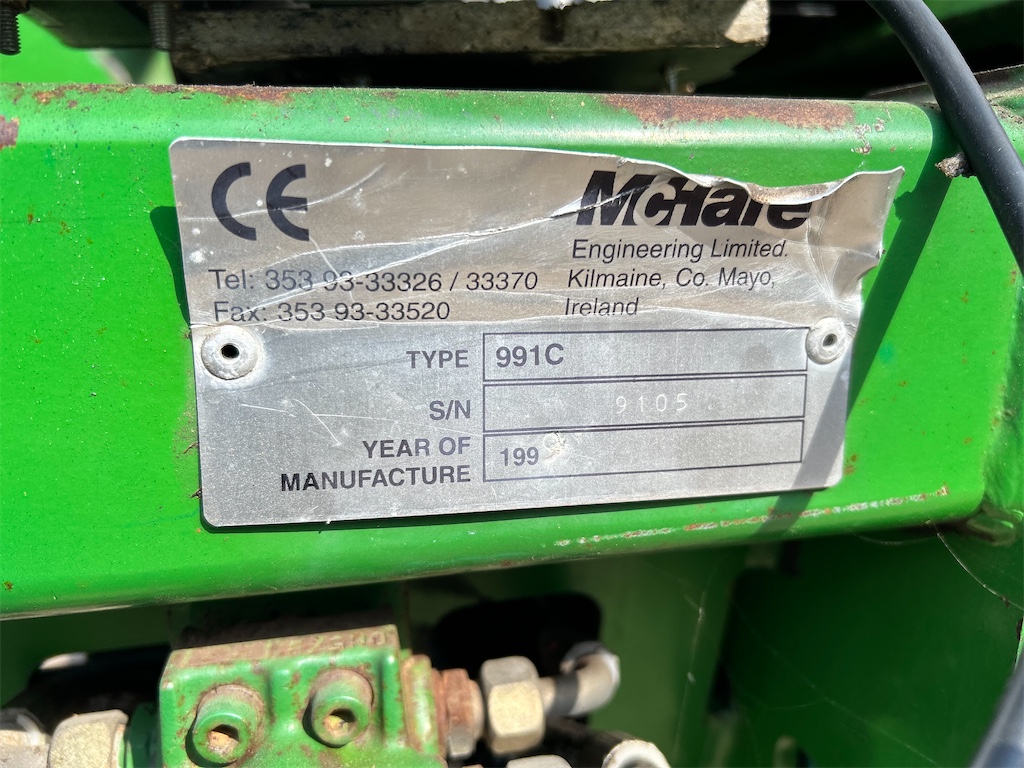 CE
McHale
Engineering Limited.
Tel: 353 93-33326 / 33370
Kilmaine, Co. Mayo,
Fax: 353 93-33520
Ireland
TYPE 991C
S/N 9105
YEAR OF
MANUFACTURE 199